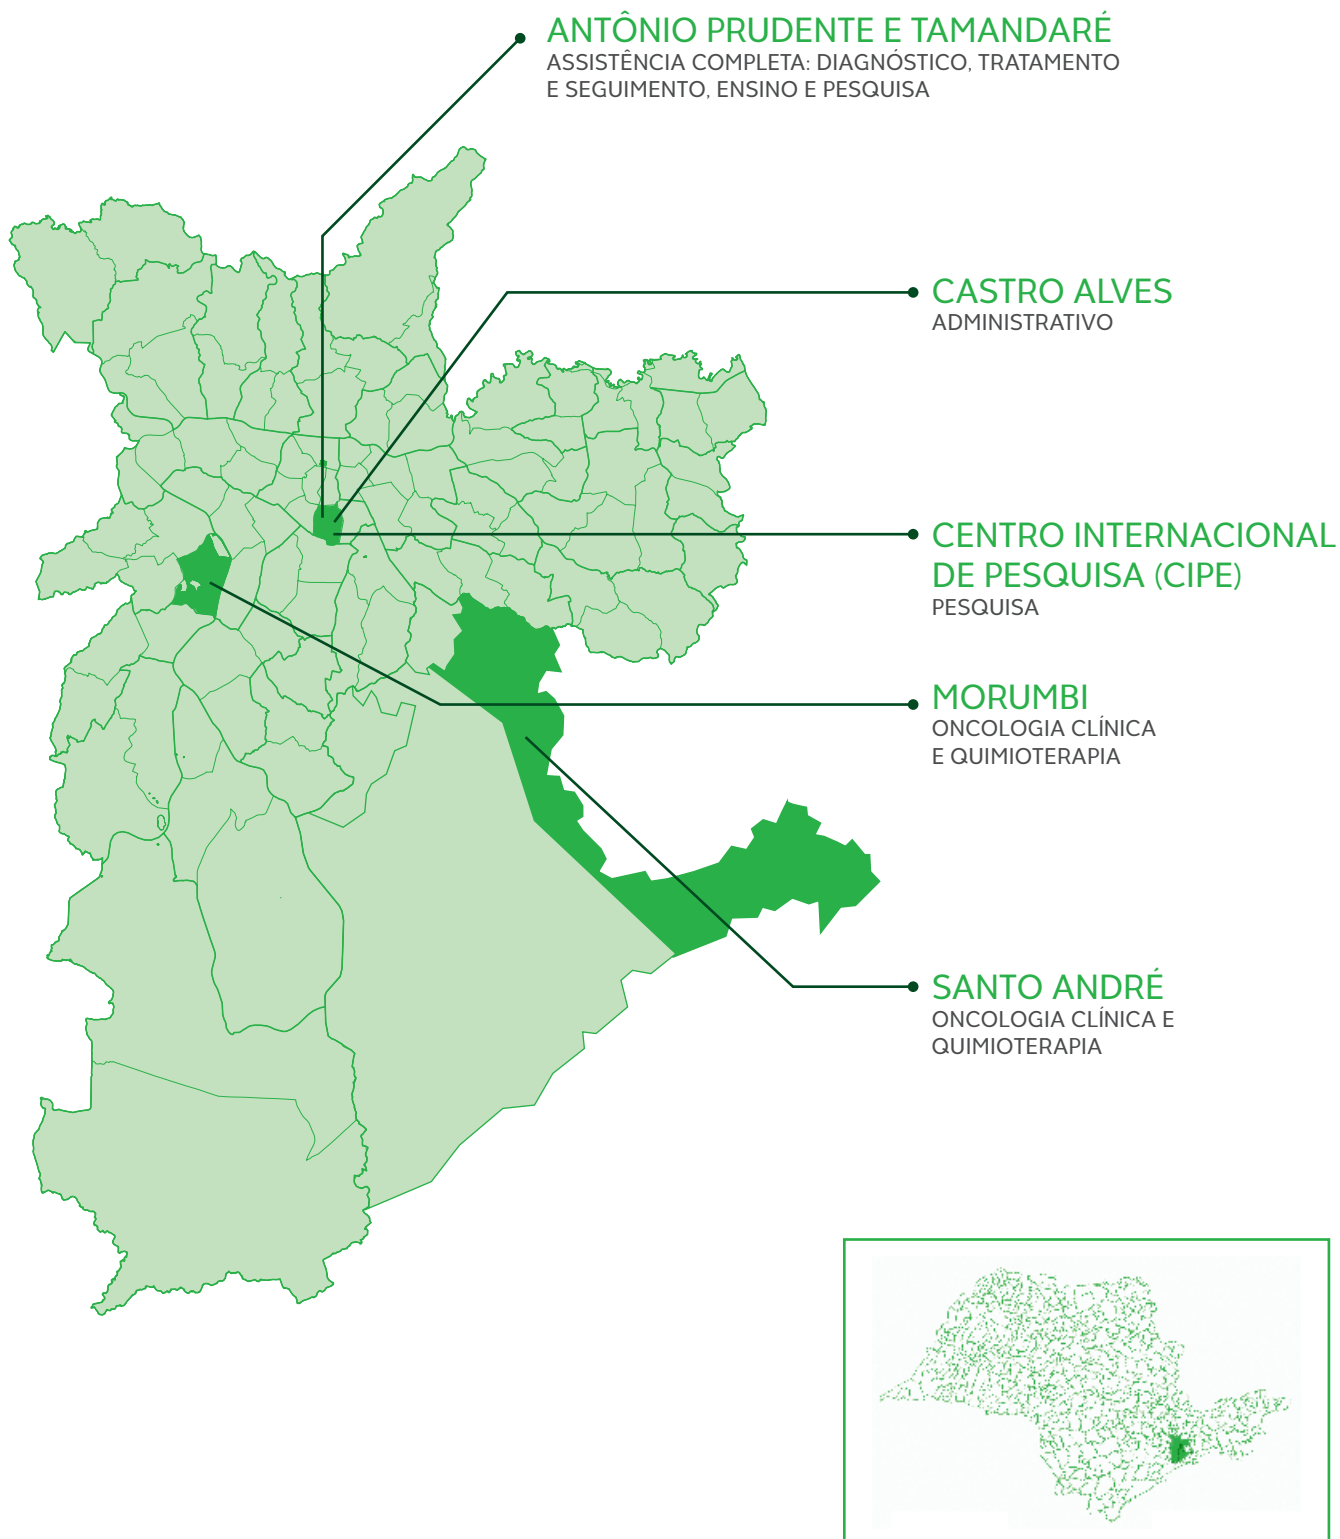 ANTÔNIO PRUDENTE E TAMANDARÉ
ASSISTÊNCIA COMPLETA: DIAGNÓSTICO, TRATAMENTO
E SEGUIMENTO, ENSINO E PESQUISA
CASTRO ALVES
ADMINISTRATIVO
CENTRO INTERNACIONAL
DE PESQUISA (CIPE)
PESQUISA
MORUMBI
ONCOLOGIA CLÍNICA
E QUIMIOTERAPIA
SANTO ANDRÉ
ONCOLOGIA CLÍNICA E
QUIMIOTERAPIA